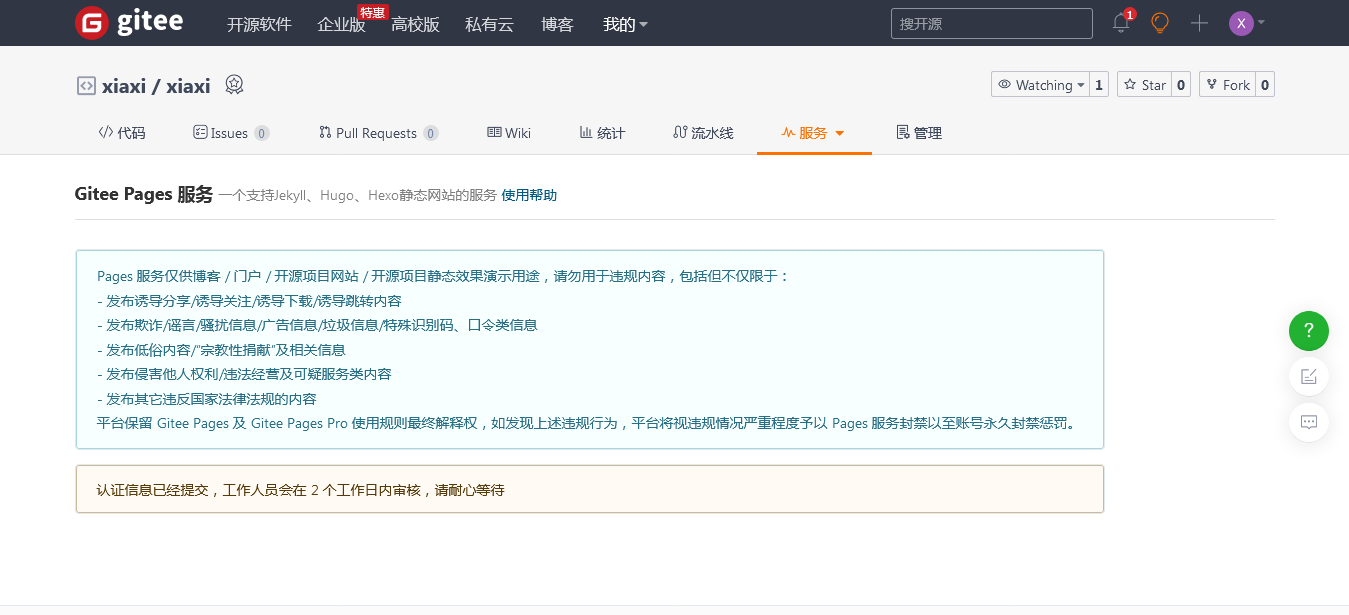 gitee 开源软件 企业版 特惠 高校版 私有云 博客 我的 搜开源 1 X
xiaxi / xiaxi Watching 1 Star 0 Fork 0
代码 Issues 0 Pull Requests 0 Wiki 统计 流水线 服务 管理
Gitee Pages 服务 一个支持Jekyll、Hugo、Hexo静态网站的服务 使用帮助
Pages 服务仅供博客 / 门户 / 开源项目网站 / 开源项目静态效果演示用途，请勿用于违规内容，包括但不仅限于：
- 发布诱导分享/诱导关注/诱导下载/诱导跳转内容
- 发布欺诈/谣言/骚扰信息/广告信息/垃圾信息/特殊识别码、口令类信息
- 发布低俗内容/“宗教性捐献”及相关信息
- 发布侵害他人权利/违法经营及可疑服务类内容
- 发布其它违反国家法律法规的内容
平台保留 Gitee Pages 及 Gitee Pages Pro 使用规则最终解释权，如发现上述违规行为，平台将视违规情况严重程度予以 Pages 服务封禁以至账号永久封禁惩罚。
?
认证信息已经提交，工作人员会在 2 个工作日内审核，请耐心等待